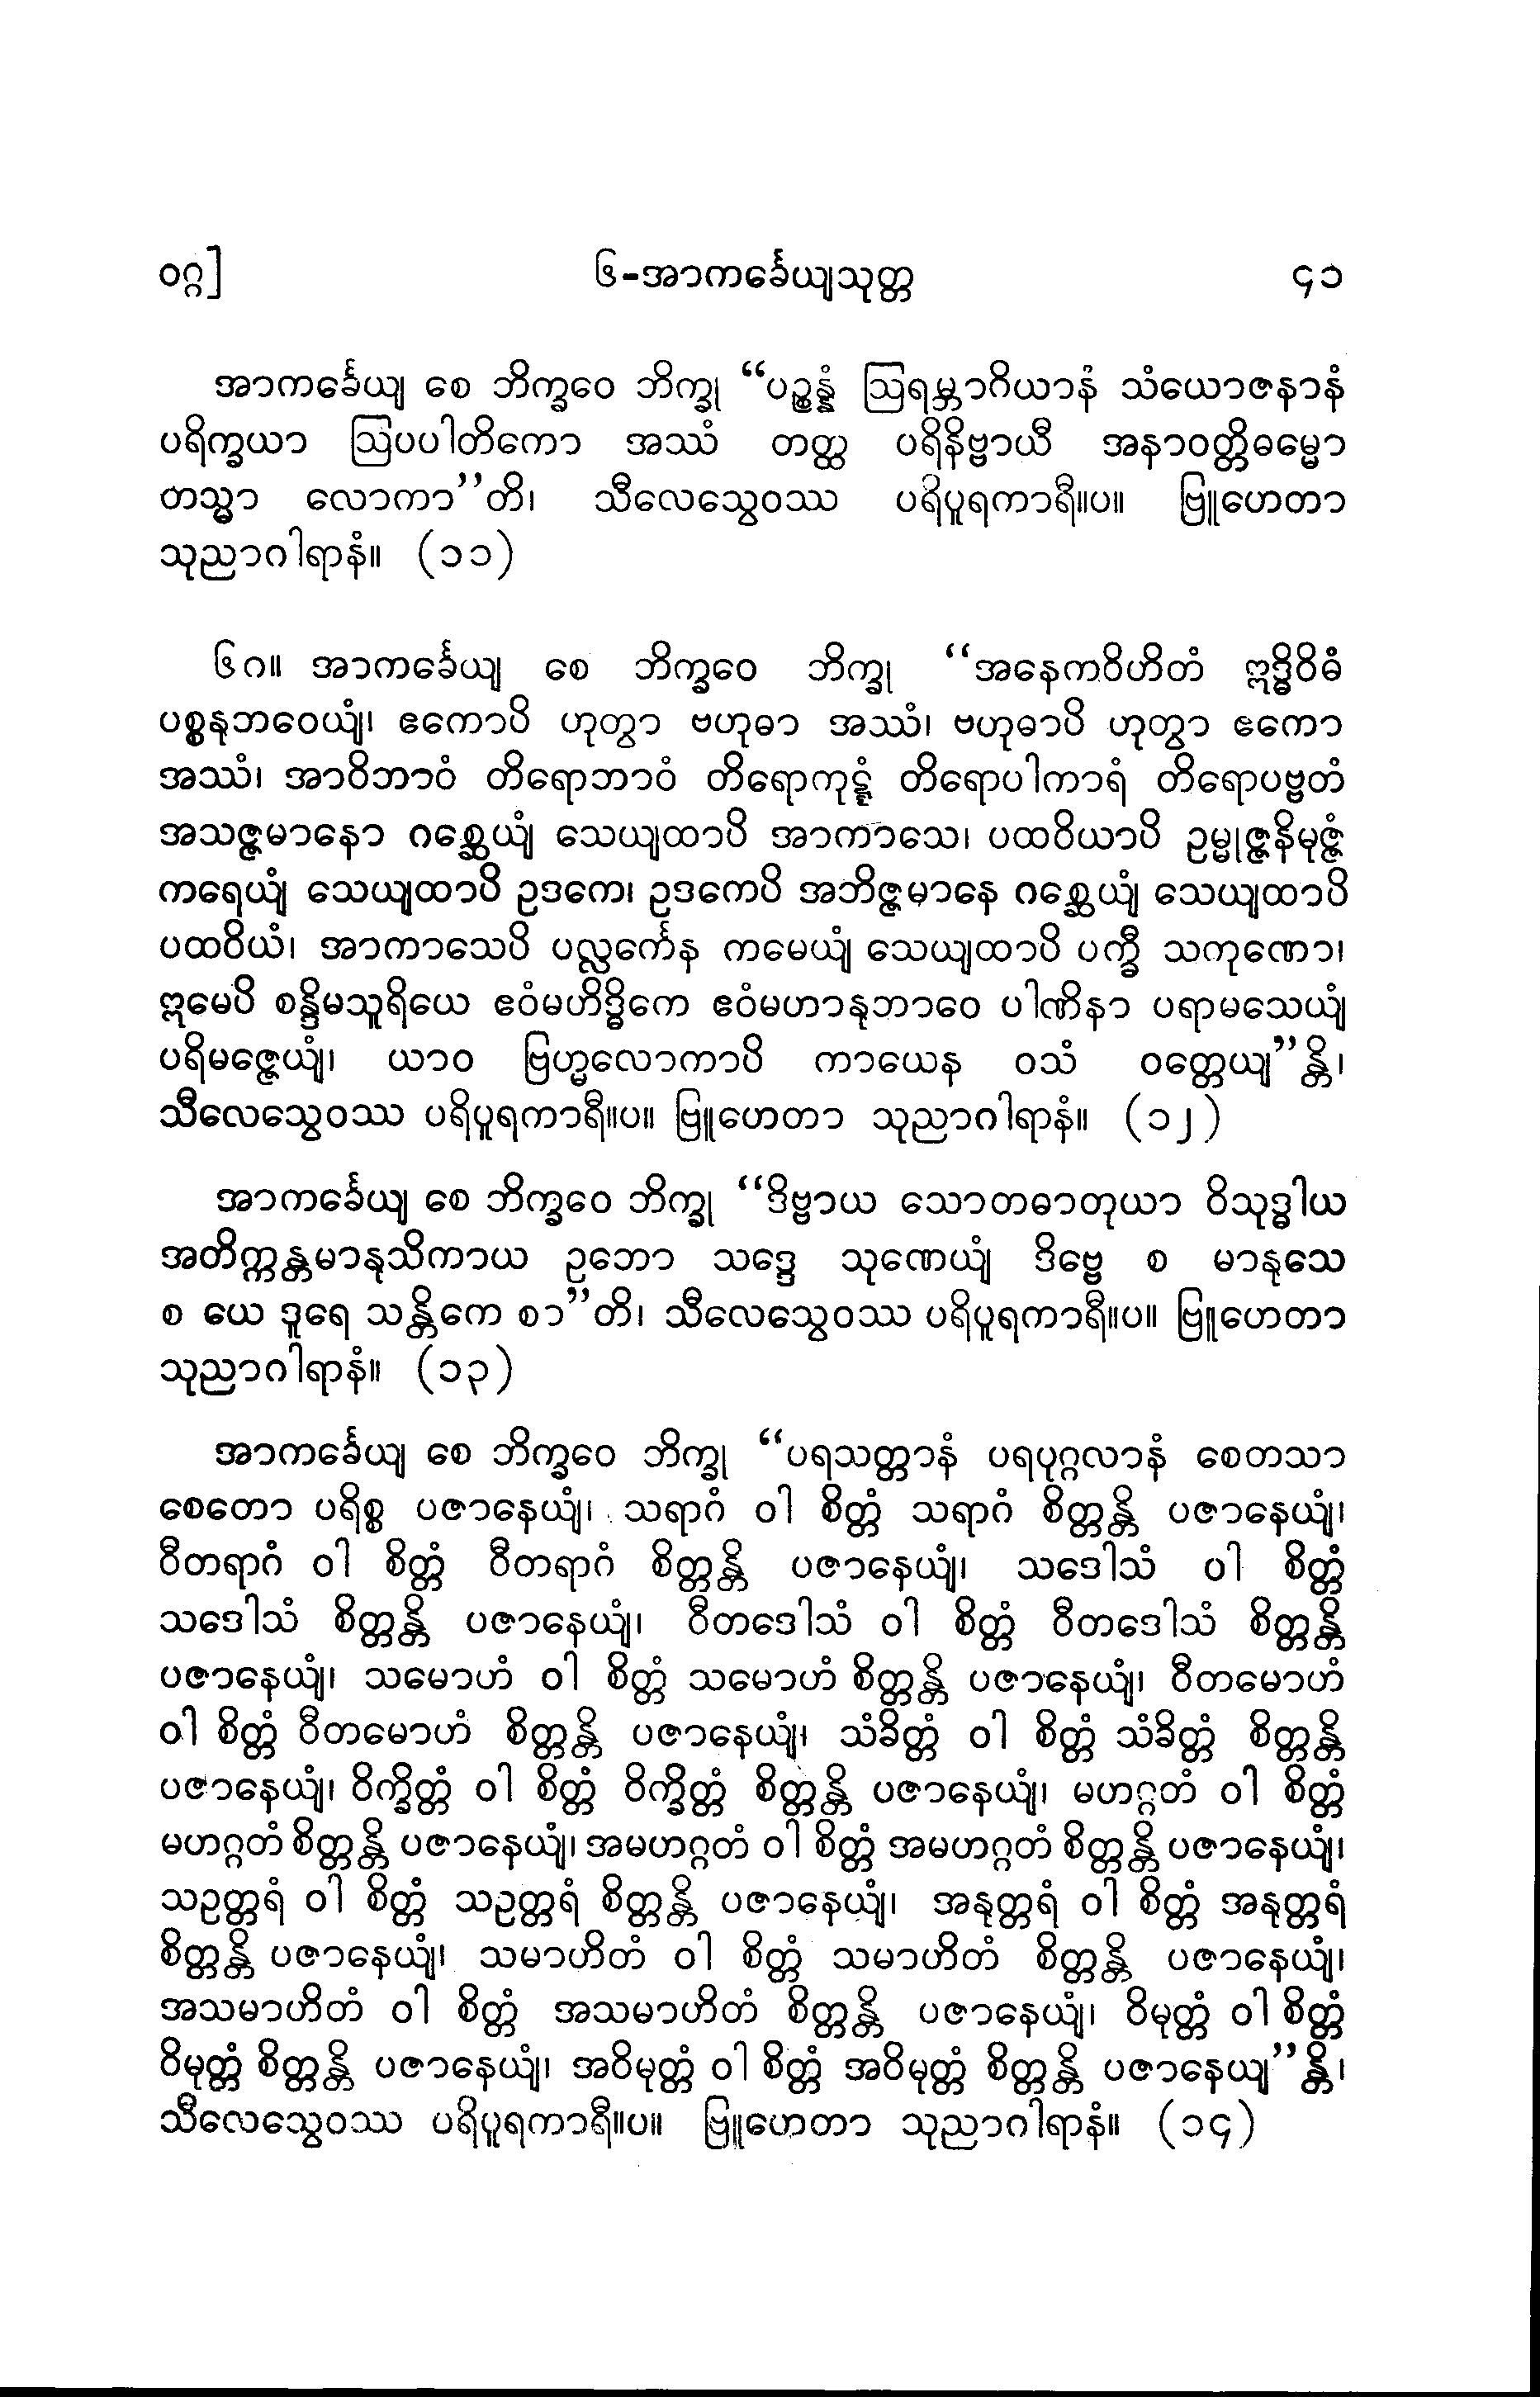 ဝဂ္ဂ]
၆-အာကင်္ခေယျသုတ္တ
၄၁
အာကင်္ခေယျ စေ ဘိက္ခဝေ ဘိက္ခု “ပဉ္စန္နံ ဩရမ္ဘာဂိယာနံ သံယောဇနာနံ
ပရိက္ခယာ ဩပပါတိကော အဿံ တတ္ထ ပရိနိဗ္ဗာယီ အနာဝတ္တိဓမ္မော
တသ္မာ လောကာ”တိ၊ သီလေသွေဝဿ ပရိပူရကာရီ။ပ။ ဗြူဟေတာ
သုညာဂါရာနံ။ (၁၁)
၆ဂ။ အာကင်္ခေယျ စေ ဘိက္ခဝေ ဘိက္ခု “အနေကဝိဟိတံ ဣဒ္ဓိဝိဓံ
ပစ္စနုဘဝေယျံ၊ ဧကောပိ ဟုတွာ ဗဟုဓာ အဿံ၊ ဗဟုဓာပိ ဟုတွာ ဧကော
အဿံ၊ အာဝိဘာဝံ တိရောဘာဝံ တိရောကုဋ္ဋံ တိရောပါကာရံ တိရောပဗ္ဗတံ
အသဇ္ဇမာနော ဂစ္ဆေယျံ သေယျထာပိ အာကာသေ၊ ပထဝိယာပိ ဥမ္မုဇ္ဇနိမုဇ္ဇံ
ကရေယျံ သေယျထာပိ ဥဒကေ၊ ဥဒကေပိ အဘိဇ္ဇမာနေ ဂစ္ဆေယျံ သေယျထာပိ
ပထဝိယံ၊ အာကာသေပိ ပလ္လင်္ကေန ကမေယျံ သေယျထာပိ ပက္ခီ သကုဏော၊
ဣမေပိ စန္ဒိမသူရိယေ ဧဝံမဟိဒ္ဓိကေ ဧဝံမဟာနုဘာဝေ ပါဏိနာ ပရာမသေယျံ
ပရိမဇ္ဇေယျံ၊ ယာဝ ဗြဟ္မလောကာပိ ကာယေန ဝသံ ဝတ္တေယျ”န္တိ၊
သီလေသွေဝဿ ပရိပူရကာရီ။ပ။ ဗြူဟေတာ သုညာဂါရာနံ။ (၁၂)
အာကင်္ခေယျ စေ ဘိက္ခဝေ ဘိက္ခု “ဒိဗ္ဗာယ သောတဓာတုယာ ဝိသုဒ္ဓါယ
အတိက္ကန္တမာနုသိကာယ ဥဘော သဒ္ဒေ သုဏေယျံ ဒိဗ္ဗေ စ မာနုသေ
စ ယေ ဒူရေ သန္တိကေ စာ”တိ၊ သီလေသွေဝဿ ပရိပူရကာရီ။ပ။ ဗြူဟေတာ
သုညာဂါရာနံ။ (၁၃)
အာကင်္ခေယျ စေ ဘိက္ခဝေ ဘိက္ခု “ပရသတ္တာနံ ပရပုဂ္ဂလာနံ စေတသာ
စေတော ပရိစ္စ ပဇာနေယျံ၊ သရာဂံ ဝါ စိတ္တံ သရာဂံ စိတ္တန္တိ ပဇာနေယျံ၊
ဝီတရာဂံ ဝါ စိတ္တံ ဝီတရာဂံ စိတ္တန္တိ ပဇာနေယျံ၊ သဒေါသံ ဝါ စိတ္တံ
သဒေါသံ စိတ္တန္တိ ပဇာနေယျံ၊ ဝီတဒေါသံ ဝါ စိတ္တံ ဝီတဒေါသံ စိတ္တန္တိ
ပဇာနေယျံ၊ သမောဟံ ဝါ စိတ္တံ သမောဟံ စိတ္တန္တိ ပဇာနေယျံ၊ ဝီတမောဟံ
ဝါ စိတ္တံ ဝီတမောဟံ စိတ္တန္တိ ပဇာနေယျံ၊ သံခိတ္တံ ဝါ စိတ္တံ သံခိတ္တံ စိတ္တန္တိ
ပဇာနေယျံ၊ ဝိက္ခိတ္တံ ဝါ စိတ္တံ ဝိက္ခိတ္တံ စိတ္တန္တိ ပဇာနေယျံ၊ မဟဂ္ဂတံ ဝါ စိတ္တံ
မဟဂ္ဂတံ စိတ္တန္တိ ပဇာနေယျံ၊ အမဟဂ္ဂတံ ဝါ စိတ္တံ အမဟဂ္ဂတံ စိတ္တန္တိ ပဇာနေယျံ၊
သဥတ္တရံ ဝါ စိတ္တံ သဥတ္တရံ စိတ္တန္တိ ပဇာနေယျံ၊ အနုတ္တရံ ဝါ စိတ္တံ အနုတ္တရံ
စိတ္တန္တိ ပဇာနေယျံ၊ သမာဟိတံ ဝါ စိတ္တံ သမာဟိတံ စိတ္တန္တိ ပဇာနေယျံ၊
အသမာဟိတံ ဝါ စိတ္တံ အသမာဟိတံ စိတ္တန္တိ ပဇာနေယျံ၊ ဝိမုတ္တံ ဝါ စိတ္တံ
ဝိမုတ္တံ စိတ္တန္တိ ပဇာနေယျံ၊ အဝိမုတ္တံ ဝါ စိတ္တံ အဝိမုတ္တံ စိတ္တန္တိ ပဇာနေယျ”န္တိ၊
သီလေသွေဝဿ ပရိပူရကာရီ။ပ။ ဗြူဟေတာ သုညာဂါရာနံ။ (၁၄)